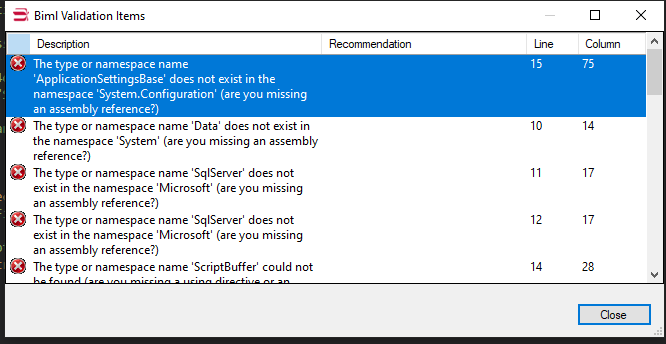 Biml Validation Items
Description Recommendation Line Column
The type or namespace name 15 75
'ApplicationSettingsBase' does not exist in the
namespace 'System.Configuration' (are you missing
an assembly reference?)
The type or namespace name 'Data' does not exist in 10 14
the namespace 'System' (are you missing an assembly
reference?)
The type or namespace name 'SqlServer' does not 11 17
exist in the namespace 'Microsoft' (are you missing
an assembly reference?)
The type or namespace name 'SqlServer' does not 12 17
exist in the namespace 'Microsoft' (are you missing
an assembly reference?)
The type or namespace name 'ScriptBuffer' could not 14 28
be found (are you missing a using directive or an
Close